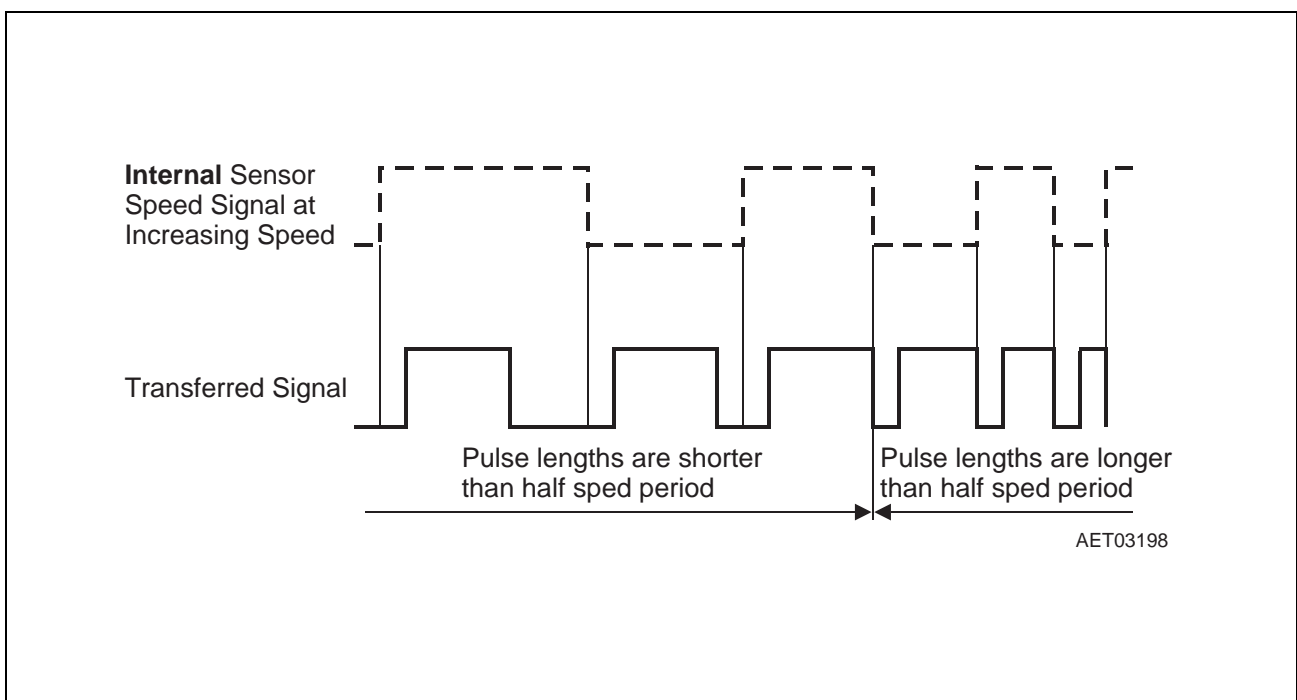 Internal Sensor
Speed Signal at
Increasing Speed
Transferred Signal
Pulse lengths are shorter
than half sped period
Pulse lengths are longer
than half sped period
AET03198